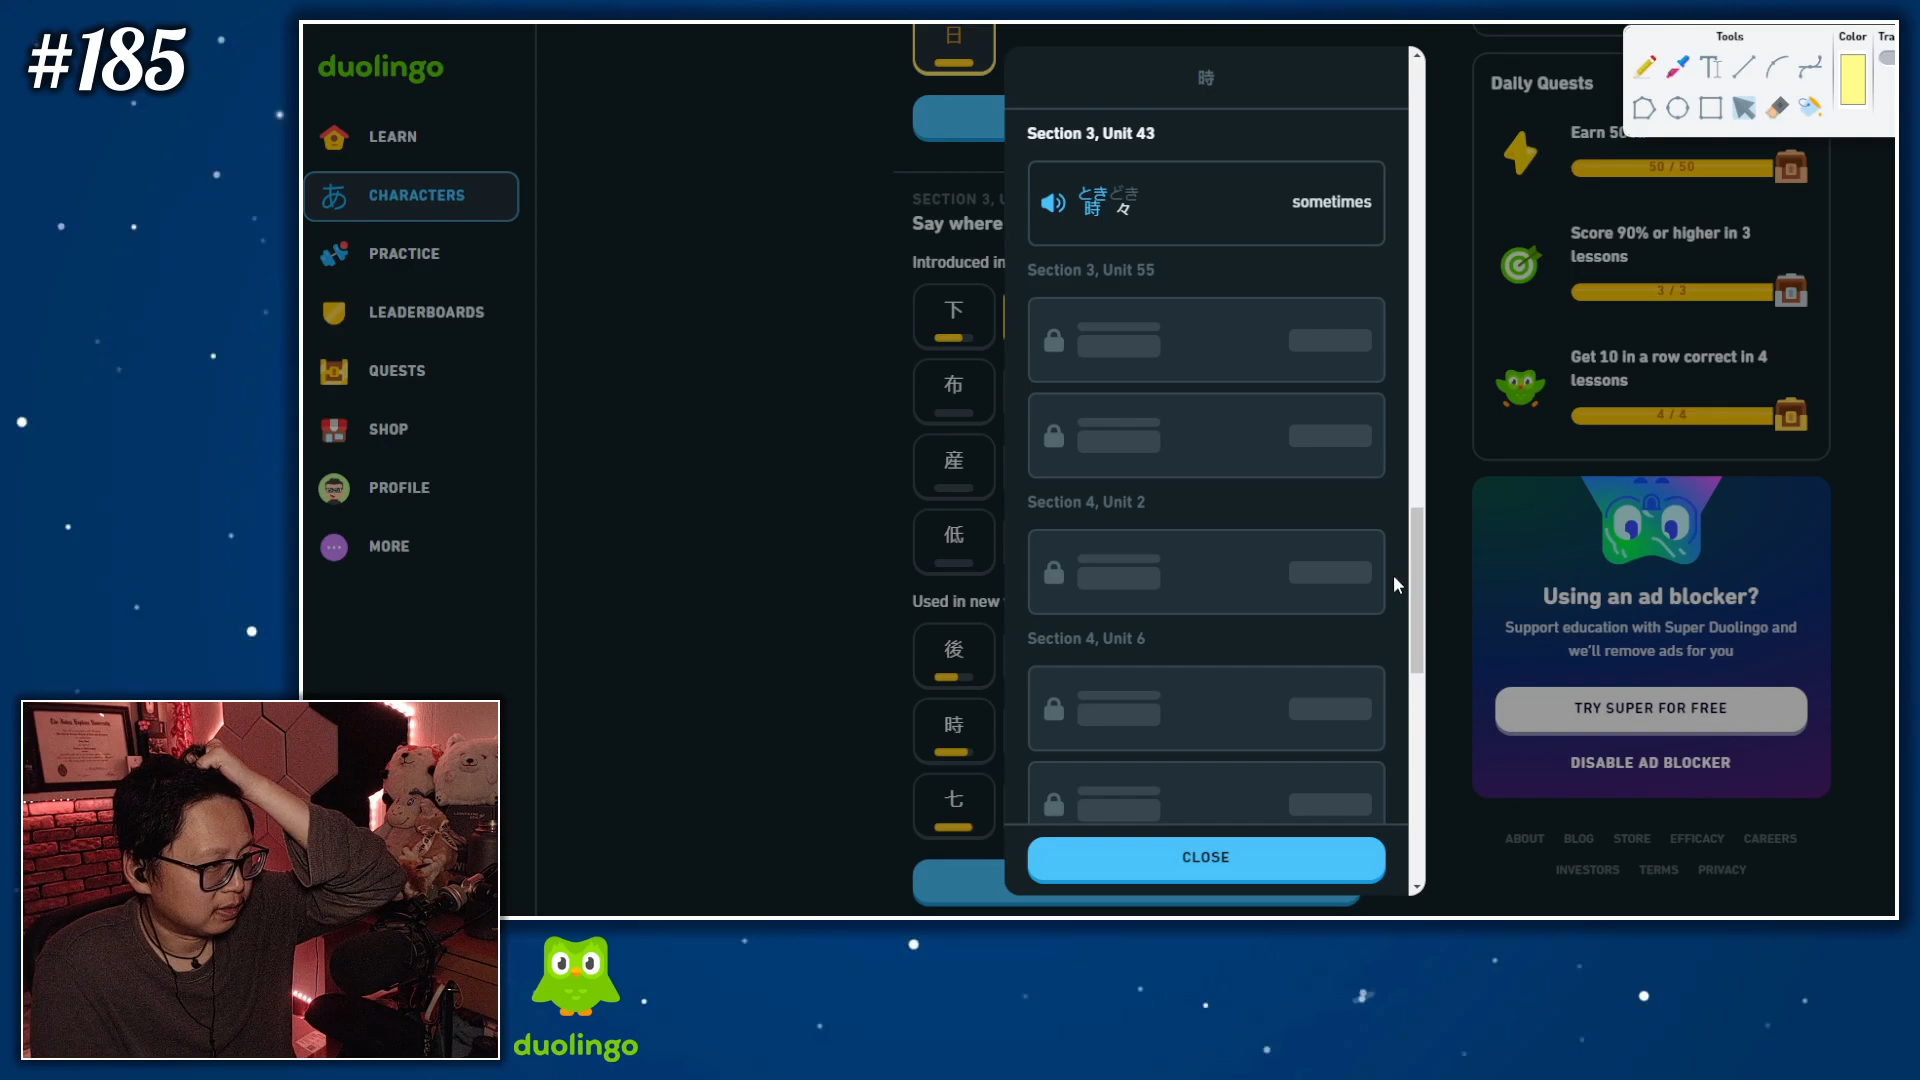 #185
duolingo
LEARN
あ
CHARACTERS
PRACTICE
LEADERBOARDS
QUESTS
SHOP
PROFILE
MORE
日
SECTION 3, U
Say where
Introduced in
下
布
産
低
Used in new
後
時
七
時
Section 3, Unit 43
ときどき
時々
sometimes
Section 3, Unit 55
Section 4, Unit 2
Section 4, Unit 6
CLOSE
Tools
Color
Tra
Daily Quests
Earn 50
50 / 50
Score 90% or higher in 3
lessons
3 / 3
Get 10 in a row correct in 4
lessons
4 / 4
Using an ad blocker?
Support education with Super Duolingo and
we'll remove ads for you
TRY SUPER FOR FREE
DISABLE AD BLOCKER
ABOUT BLOG STORE EFFICACY CAREERS
INVESTORS TERMS PRIVACY
duolingo